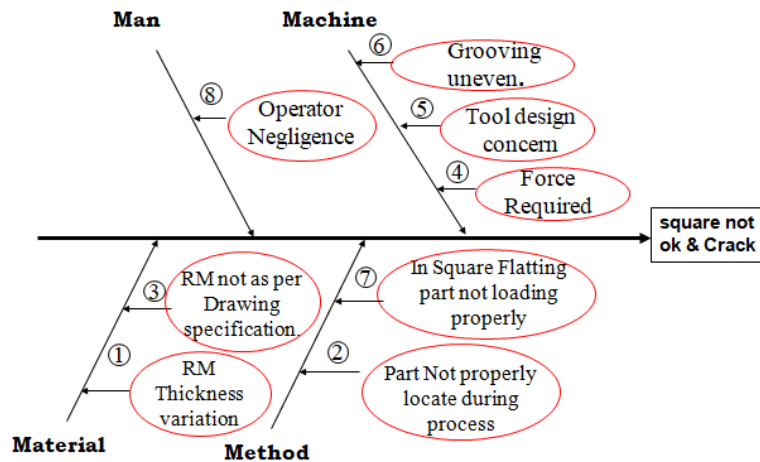 Man
Machine
⑥
Grooving
uneven.
⑧
Operator
Negligence
⑤
Tool design
concern
④
Force
Required
square not
ok & Crack
③
RM not as per
Drawing
specification.
⑦
In Square Flatting
part not loading
properly
①
RM
Thickness
variation
②
Part Not properly
locate during
process
Material
Method